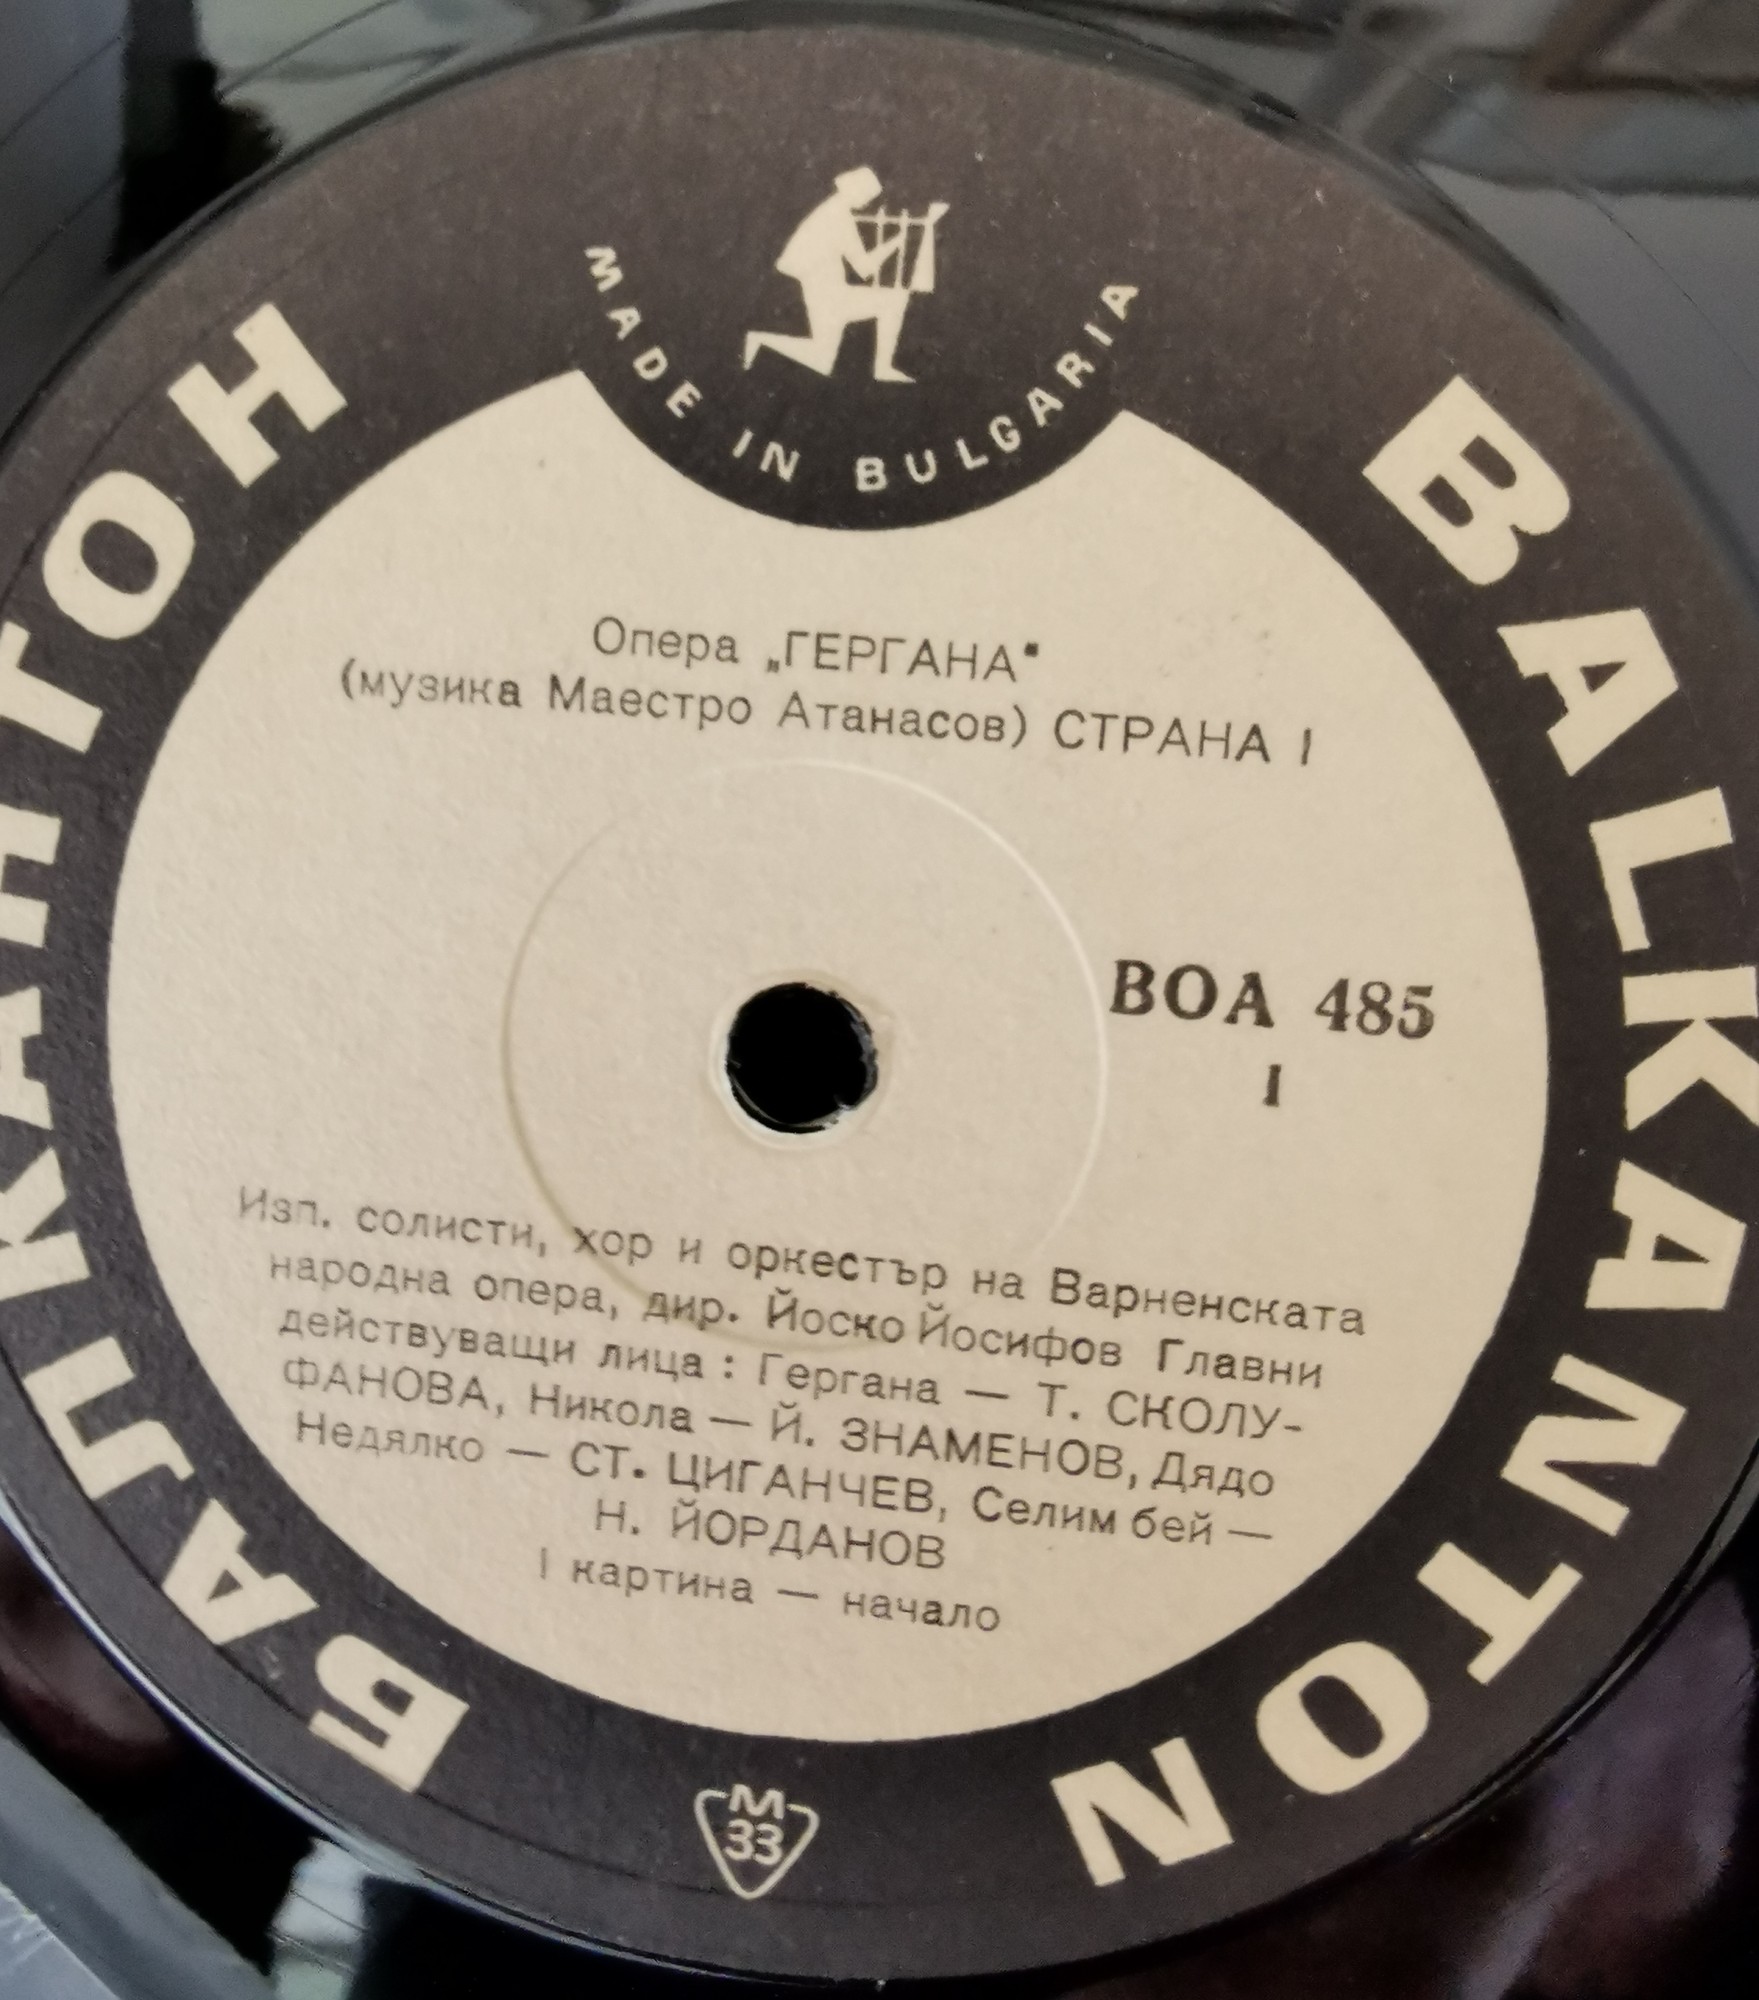 MADE IN BULGARIA
БАЛКАНТОН
BALKANTON
Опера „ГЕРГАНА"
(музика Маестро Атанасов) СТРАНА I
ВОА 485
I
Изп. солисти, хор и оркестър на Варненската
народна опера, дир. Йоско Йосифов Главни
действуващи лица : Гергана — Т. СКОЛУ-
ФАНОВА, Никола — Й. ЗНАМЕНОВ, Дядо
Недялко — СТ. ЦИГАНЧЕВ, Селим бей —
Н. ЙОРДАНОВ
I картина — начало
М
33